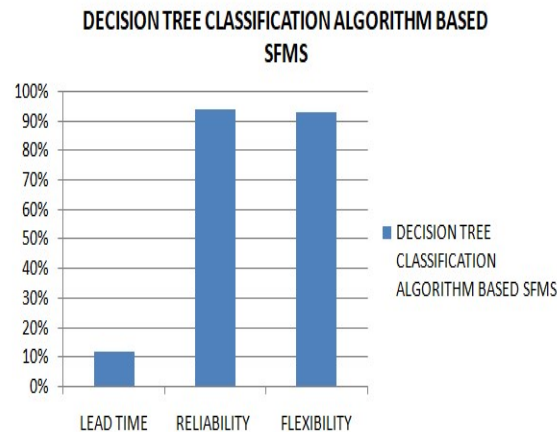 DECISION TREE CLASSIFICATION ALGORITHM BASED
SFMS
100%
90%
80%
70%
60%
50%
40%
30%
20%
10%
0%
LEAD TIME RELIABILITY FLEXIBILITY
DECISION TREE
CLASSIFICATION
ALGORITHM BASED SFMS